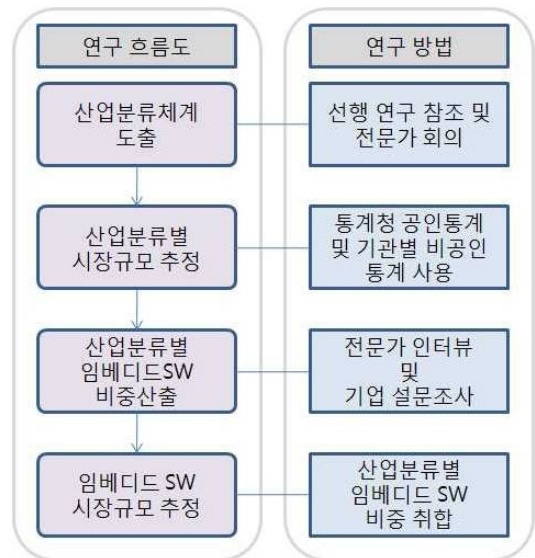 연구 흐름도
산업분류체계
도출
산업분류별
시장규모 추정
산업분류별
임베디드SW
비중산출
임베디드 SW
시장규모 추정
연구 방법
선행 연구 참조 및
전문가 회의
통계청 공인통계
및 기관별 비공인
통계 사용
전문가 인터뷰
및
기업 설문조사
산업분류별
임베디드 SW
비중 취합